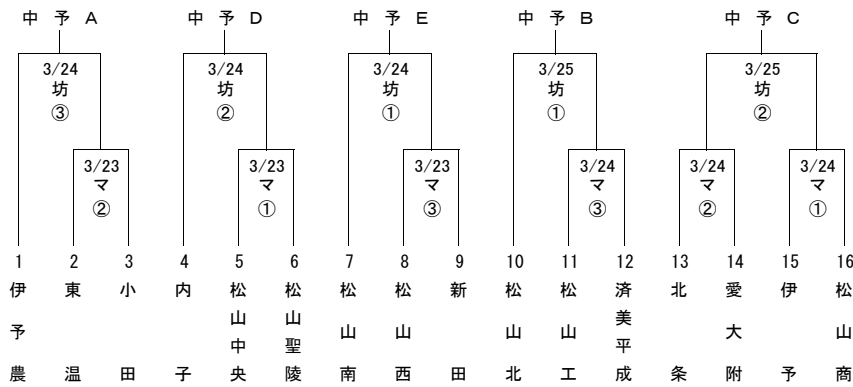 中予A 中予D 中予E 中予B 中予C
3/24 3/24 3/24 3/25 3/25
坊 坊 坊 坊 坊
③ ② ① ① ②
3/23 3/23 3/23 3/24 3/24 3/24
マ マ マ マ マ マ
② ① ③ ③ ② ①
1 2 3 4 5 6 7 8 9 10 11 12 13 14 15 16
伊予農
東温
小田
内子
松山中央
松山聖陵
松山南
松山西
新田
松山北
松山工
済美平成
北条
愛大附
伊予
松山商